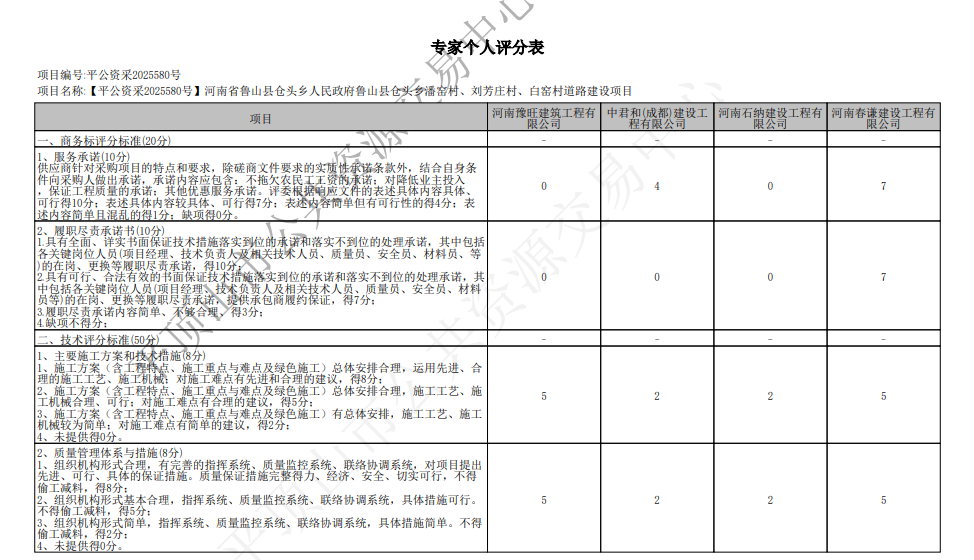 专家个人评分表
项目编号:平公资采2025580号
项目名称:【平公资采2025580号】河南省鲁山县仓头乡人民政府鲁山县仓头乡潘窑村、刘芳庄村、白窑村道路建设项目
项目
河南豫旺建筑工程有限公司
中君和(成都)建设工程有限公司
河南石纳建设工程有限公司
河南春谦建设工程有限公司
一、商务标评分标准(20分)
- - - -
1、服务承诺(10分)
供应商针对采购项目的特点和要求，除磋商文件要求的实质性承诺条款外，结合自身条
件向采购人做出承诺，承诺内容应包含：不拖欠农民工工资的承诺；对降低业主投入
，保证工程质量的承诺；其他优惠服务承诺。评委根据响应文件的表述具体内容具体、
可行得10分；表述具体内容较具体、可行得7分；表述内容简单但有可行性的得4分；表
述内容简单且混乱的得1分；缺项得0分。
0 4 0 7
2、履职尽责承诺书(10分)
1.具有全面、详实书面保证技术措施落实到位的承诺和落实不到位的处理承诺，其中包括
各关键岗位人员(项目经理、技术负责人及相关技术人员、质量员、安全员、材料员、等
)的在岗、更换等履职尽责承诺，得10分；
2.具有可行、合法有效的书面保证技术措施落实到位的承诺和落实不到位的处理承诺，其
中包括各关键岗位人员(项目经理、技术负责人及相关技术人员、质量员、安全员、材料
员等)的在岗、更换等履职尽责承诺、提供承包商履约保证，得7分；
3.履职尽责承诺内容简单、不够合理、得3分；
4.缺项不得分；
0 0 0 7
二、技术评分标准(50分)
- - - -
1、主要施工方案和技术措施(8分)
1、施工方案（含工程特点、施工重点与难点及绿色施工）总体安排合理，运用先进、合
理的施工工艺、施工机械；对施工难点有先进和合理的建议，得8分；
2、施工方案（含工程特点、施工重点与难点及绿色施工）总体安排合理，施工工艺、施
工机械合理、可行；对施工难点有合理的建议，得5分；
3、施工方案（含工程特点、施工重点与难点及绿色施工）有总体安排，施工工艺、施工
机械较为简单；对施工难点有简单的建议，得2分；
4、未提供得0分。
5 2 2 5
2、质量管理体系与措施(8分)
1、组织机构形式合理，有完善的指挥系统、质量监控系统、联络协调系统，对项目提出
先进、可行、具体的保证措施。质量保证措施完整得力、经济、安全、切实可行，不得
偷工减料，得8分；
2、组织机构形式基本合理，指挥系统、质量监控系统、联络协调系统，具体措施可行。
不得偷工减料，得5分；
3、组织机构形式简单，指挥系统、质量监控系统、联络协调系统，具体措施简单。不得
偷工减料，得2分；
4、未提供得0分。
5 2 2 5
平顶山市公共资源交易中心
平顶山市公共资源交易中心